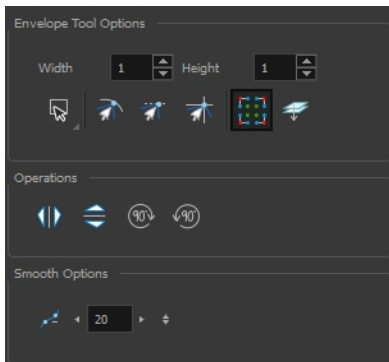 Envelope Tool Options
Width 1 Height 1
Operations
90 90
Smooth Options
20